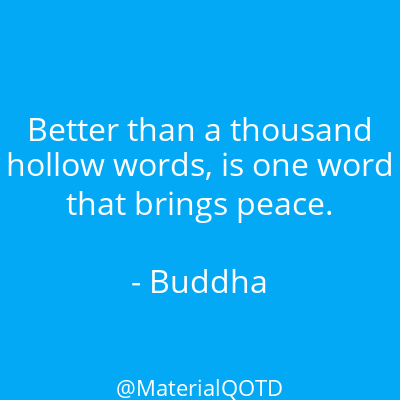 Better than a thousand
hollow words, is one word
that brings peace.
- Buddha
@MaterialQOTD